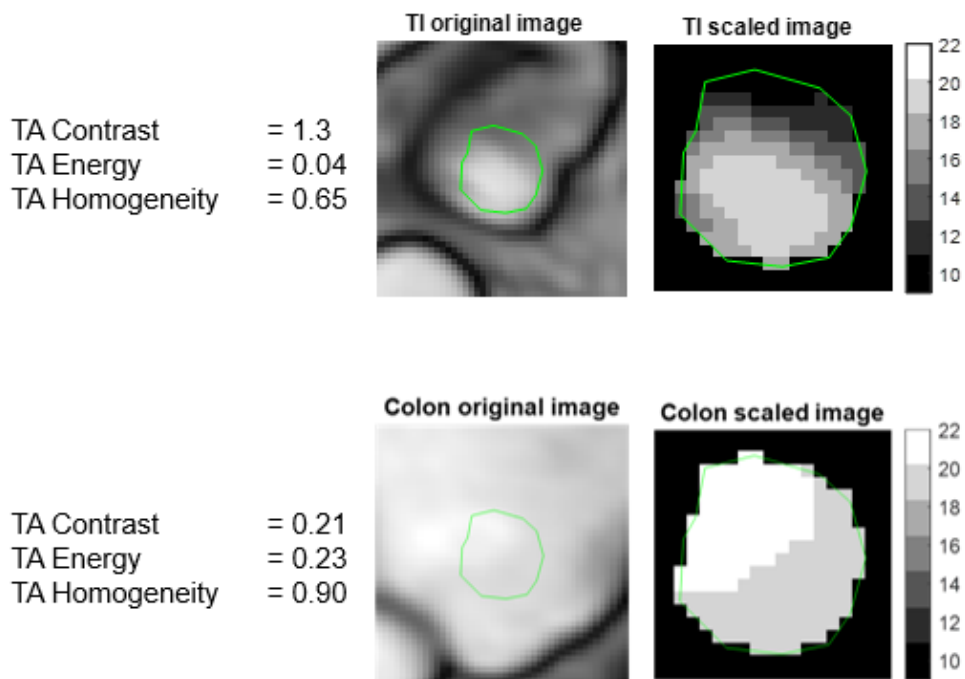 TI original image
TI scaled image
TA Contrast = 1.3
TA Energy = 0.04
TA Homogeneity = 0.65
22
20
18
16
14
12
10
Colon original image
Colon scaled image
TA Contrast = 0.21
TA Energy = 0.23
TA Homogeneity = 0.90
22
20
18
16
14
12
10